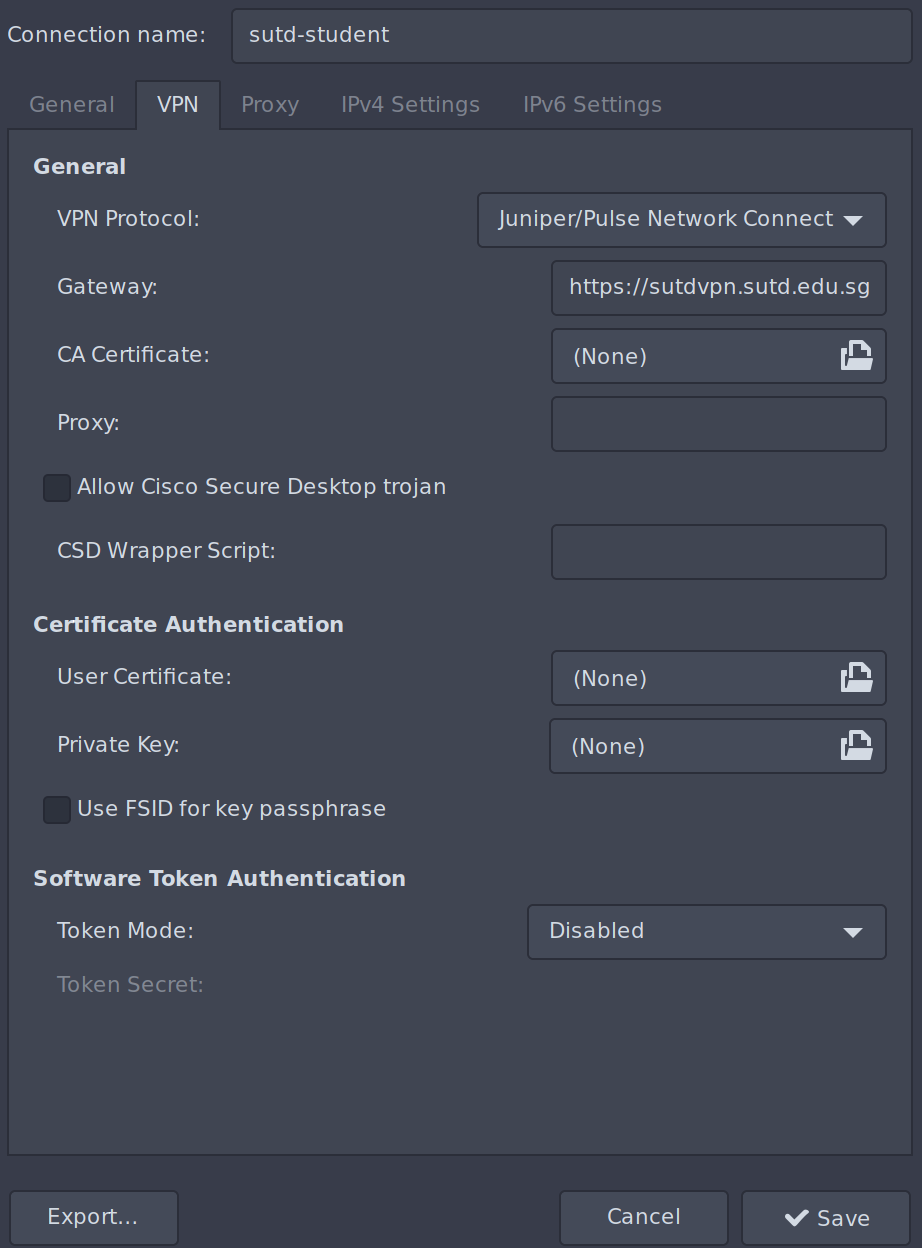 Connection name: sutd-student
General VPN Proxy IPv4 Settings IPv6 Settings
General
VPN Protocol: Juniper/Pulse Network Connect
Gateway: https://sutdvpn.sutd.edu.sg
CA Certificate: (None)
Proxy:
Allow Cisco Secure Desktop trojan
CSD Wrapper Script:
Certificate Authentication
User Certificate: (None)
Private Key: (None)
Use FSID for key passphrase
Software Token Authentication
Token Mode: Disabled
Token Secret:
Export... Cancel Save